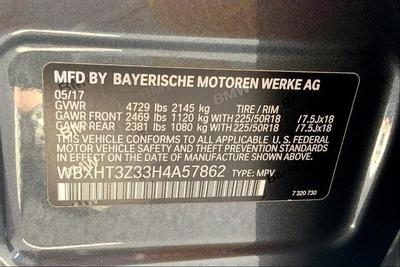 MFD BY BAYERISCHE MOTOREN WERKE AG
05/17
GVWR 4729 lbs 2145 kg TIRE / RIM
GAWR FRONT 2469 lbs 1120 kg WITH 225/50R18 /7.5Jx18
GAWR REAR 2381 lbs 1080 kg WITH 225/50R18 /7.5Jx18
THIS VEHICLE CONFORMS TO ALL APPLICABLE U.S. FEDERAL
MOTOR VEHICLE SAFETY STANDARDS IN EFFECT ON THE DATE OF
MANUFACTURE SHOWN ABOVE.
WBXHT3Z33H4A57862 TYPE: MPV
7 320 730